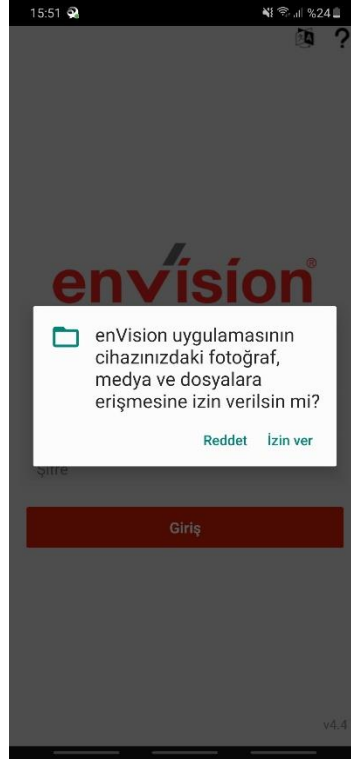 15:51 %24
?
envision®
enVision uygulamasının
cihazınızdaki fotoğraf,
medya ve dosyalara
erişmesine izin verilsin mi?
Reddet İzin ver
Şifre
Giriş
v4.4